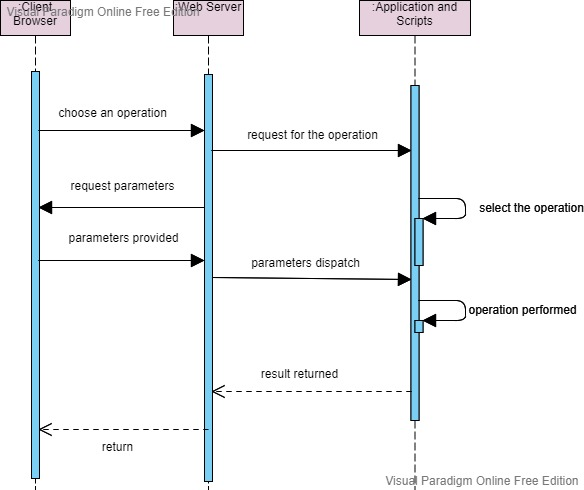 Visual Paradigm Online Free Edition
:Client
Browser
:Web Server
:Application and
Scripts
choose an operation
request for the operation
request parameters
select the operation
parameters provided
parameters dispatch
operation performed
result returned
return
Visual Paradigm Online Free Edition